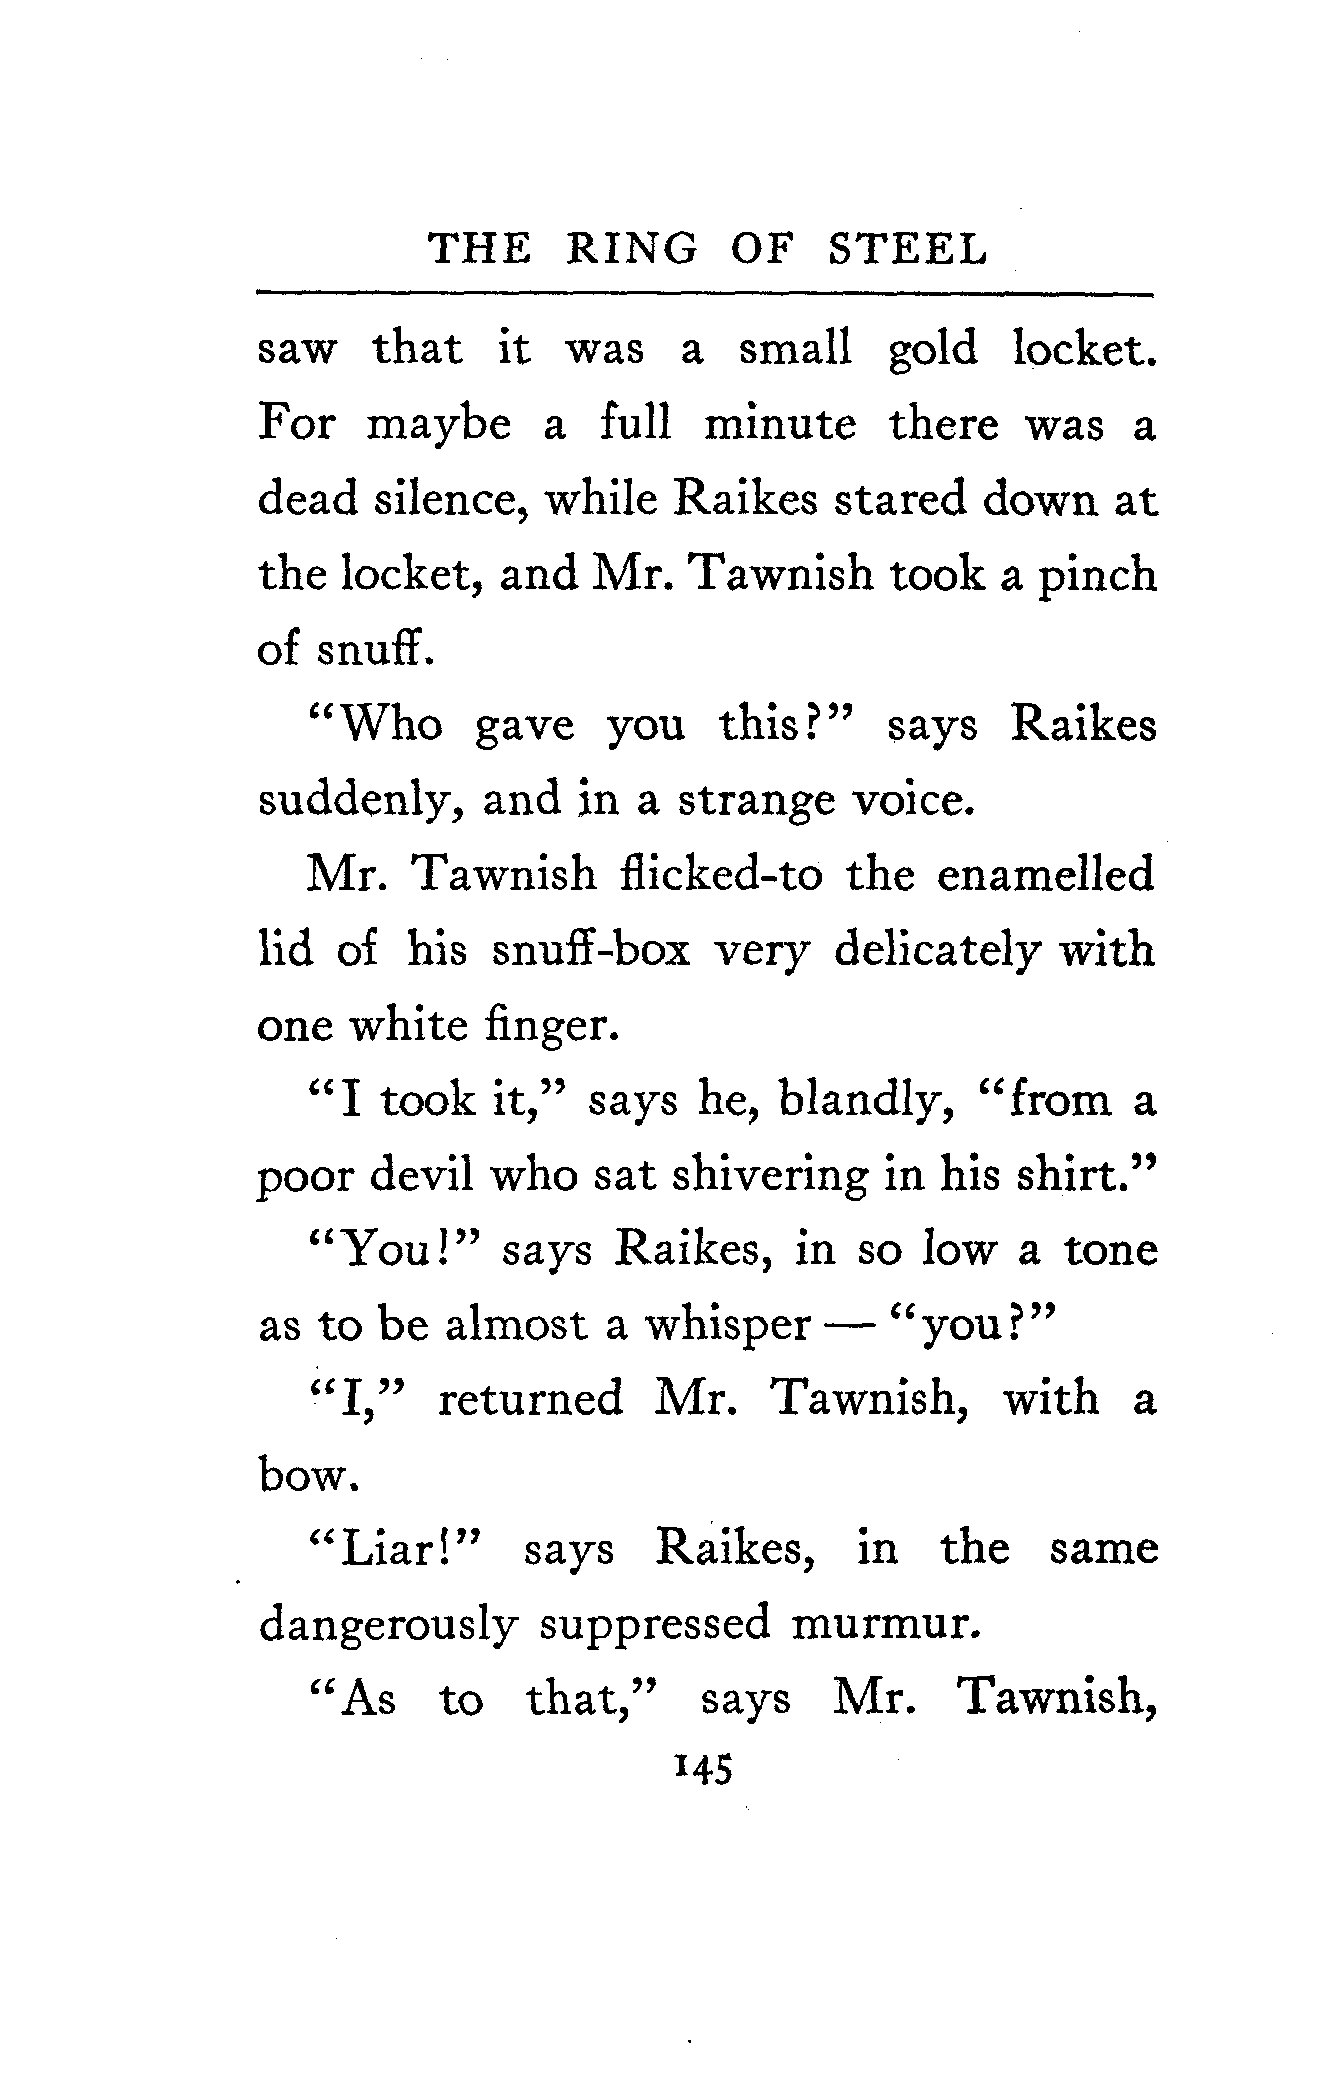 THE RING OF STEEL
saw that it was a small gold locket.
For maybe a full minute there was a
dead silence, while Raikes stared down at
the locket, and Mr. Tawnish took a pinch
of snuff.
“Who gave you this?” says Raikes
suddenly, and in a strange voice.
Mr. Tawnish flicked-to the enamelled
lid of his snuff-box very delicately with
one white finger.
“I took it,” says he, blandly, “from a
poor devil who sat shivering in his shirt.”
“You!” says Raikes, in so low a tone
as to be almost a whisper — “you?”
“I,” returned Mr. Tawnish, with a
bow.
“Liar!” says Raikes, in the same
dangerously suppressed murmur.
“As to that,” says Mr. Tawnish,
145